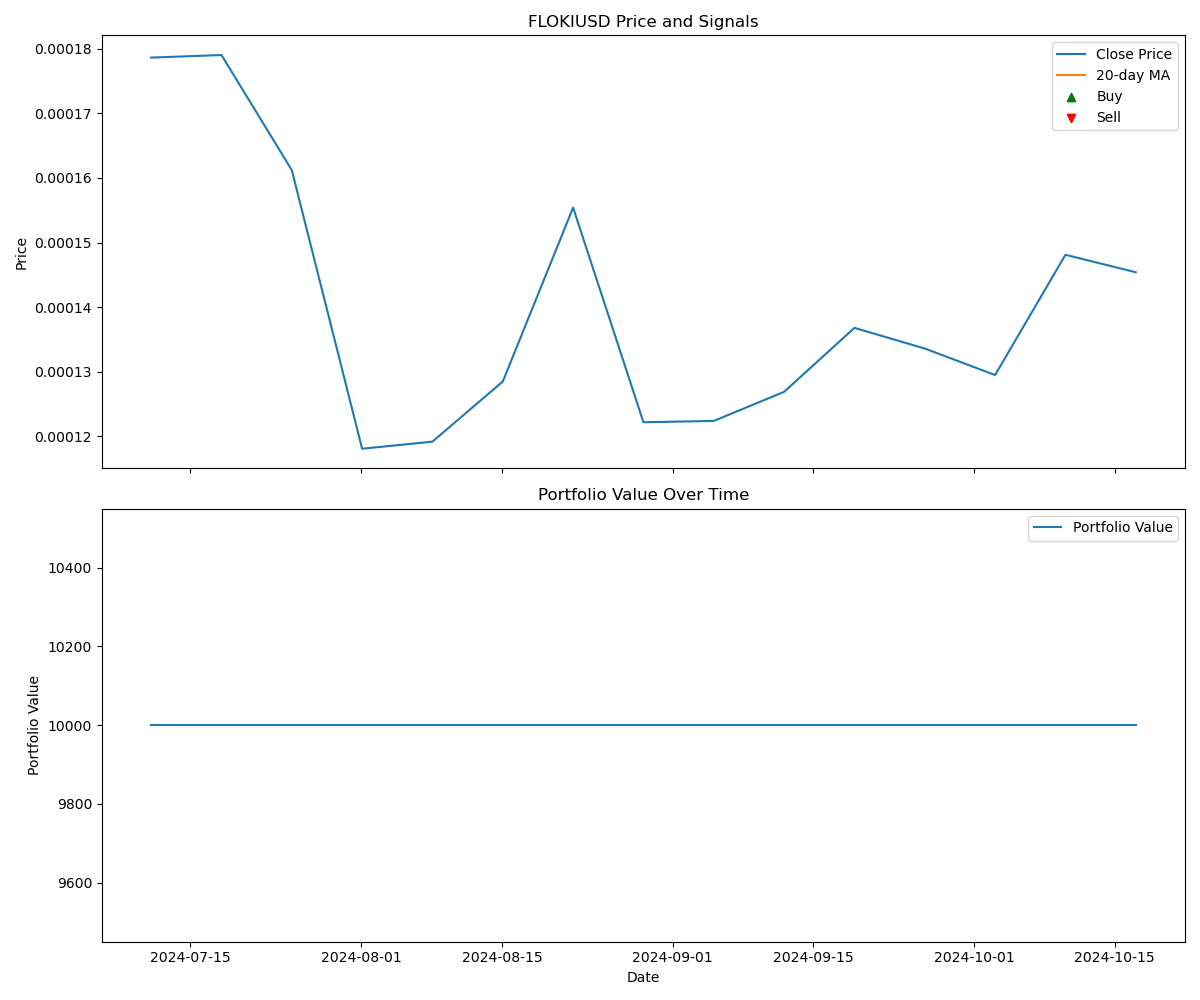 FLOKIUSD Price and Signals
Price
0.00018
0.00017
0.00016
0.00015
0.00014
0.00013
0.00012
Close Price
20-day MA
Buy
Sell
Portfolio Value Over Time
Portfolio Value
10400
10200
10000
9800
9600
Portfolio Value
2024-07-15 2024-08-01 2024-08-15 2024-09-01 2024-09-15 2024-10-01 2024-10-15
Date